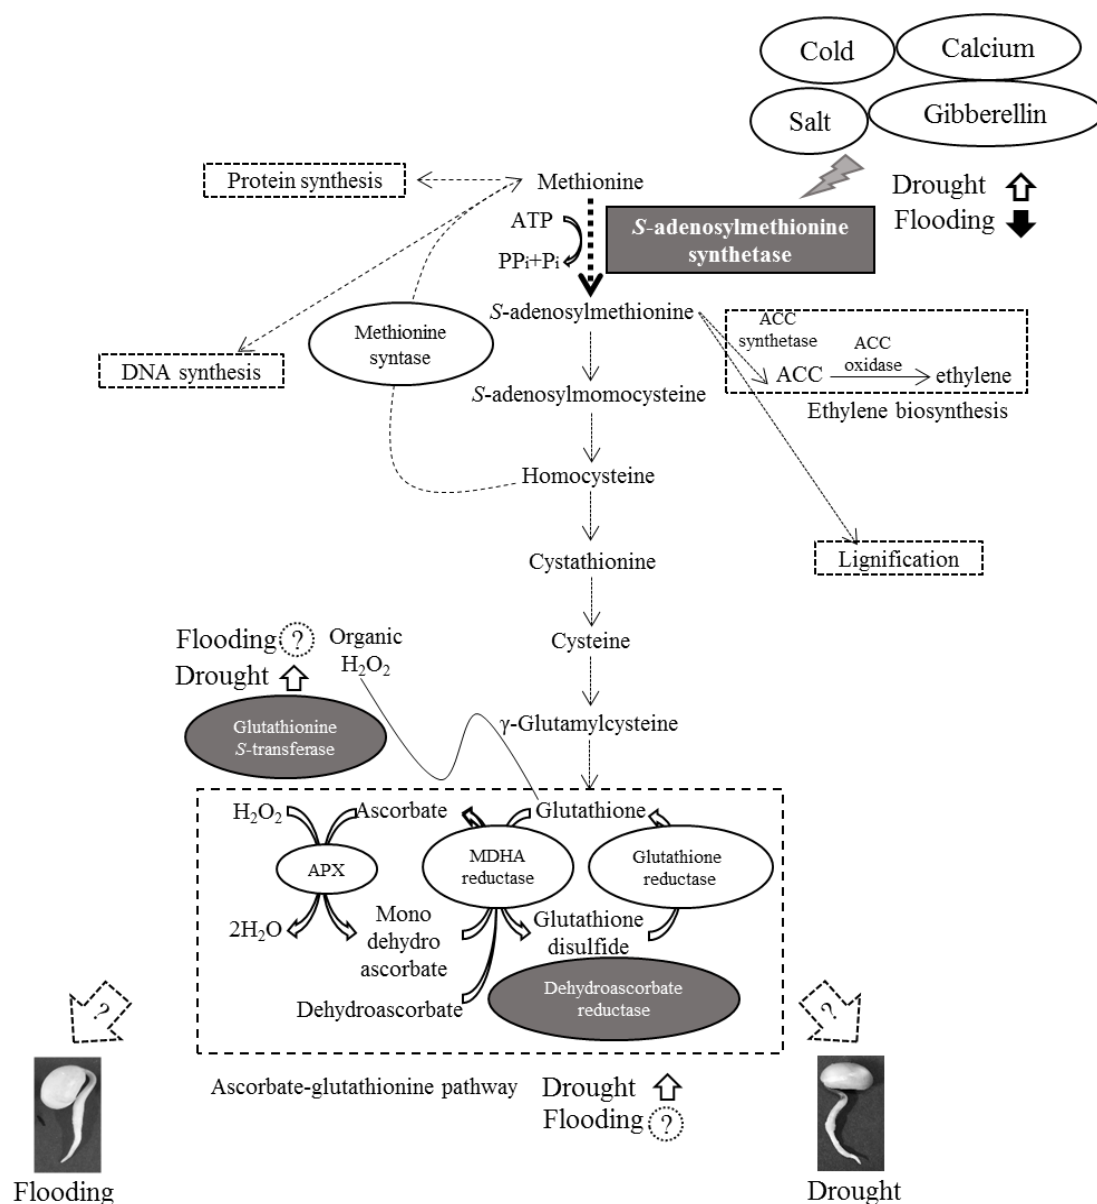 Cold
Calcium
Salt
Gibberellin
Drought
Flooding
Protein synthesis
Methionine
ATP
PPi+Pi
S-adenosylmethionine
synthetase
S-adenosylmethionine
ACC
synthetase
ACC
oxidase
ACC
ethylene
Ethylene biosynthesis
Methionine
syntase
DNA synthesis
S-adenosylmomocysteine
Homocysteine
Cystathionine
Lignification
Cysteine
Flooding ?
Drought
Organic
H2O2
Glutathionine
S-transferase
γ-Glutamylcysteine
H2O2
Ascorbate
Glutathione
APX
MDHA
reductase
Glutathione
reductase
2H2O
Mono
dehydro
ascorbate
Glutathione
disulfide
Dehydroascorbate
Dehydroascorbate
reductase
?
?
Ascorbate-glutathionine pathway
Drought
Flooding ?
Flooding
Drought